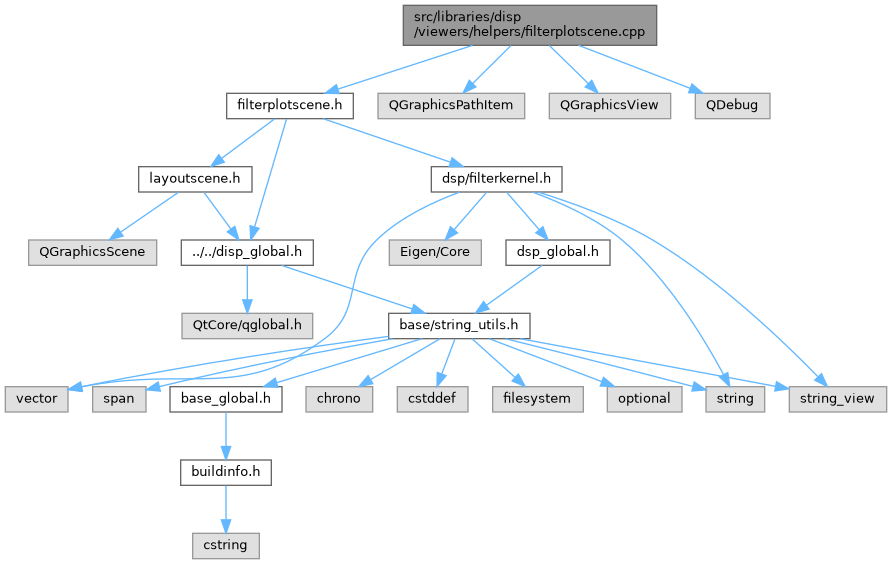 src/libraries/disp
/viewers/helpers/filterplotscene.cpp
filterplotscene.h
QGraphicsPathItem
QGraphicsView
QDebug
layoutscene.h
dsp/filterkernel.h
QGraphicsScene
../../disp_global.h
Eigen/Core
dsp_global.h
QtCore/qglobal.h
base/string_utils.h
vector
span
base_global.h
chrono
cstddef
filesystem
optional
string
string_view
buildinfo.h
cstring